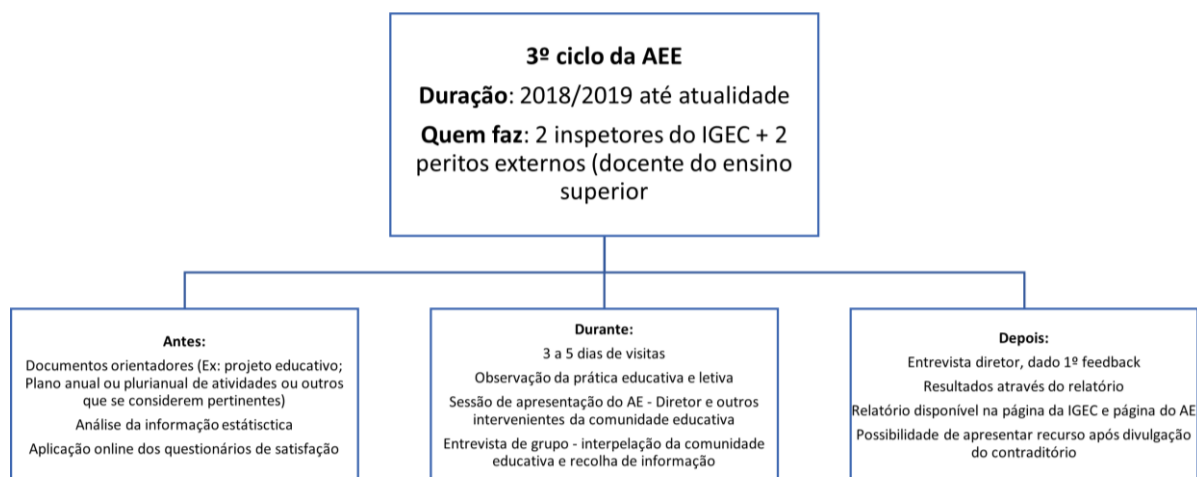 3º ciclo da AEE
Duração: 2018/2019 até atualidade
Quem faz: 2 inspetores do IGEC + 2
peritos externos (docente do ensino
superior
Antes:
Documentos orientadores (Ex: projeto educativo;
Plano anual ou plurianual de atividades ou outros
que se considerem pertinentes)
Análise da informação estátisctica
Aplicação online dos questionários de satisfação
Durante:
3 a 5 dias de visitas
Observação da prática educativa e letiva
Sessão de apresentação do AE - Diretor e outros
intervenientes da comunidade educativa
Entrevista de grupo - interpelação da comunidade
educativa e recolha de informação
Depois:
Entrevista diretor, dado 1º feedback
Resultados através do relatório
Relatório disponível na página da IGEC e página do AE
Possibilidade de apresentar recurso após divulgação
do contraditório